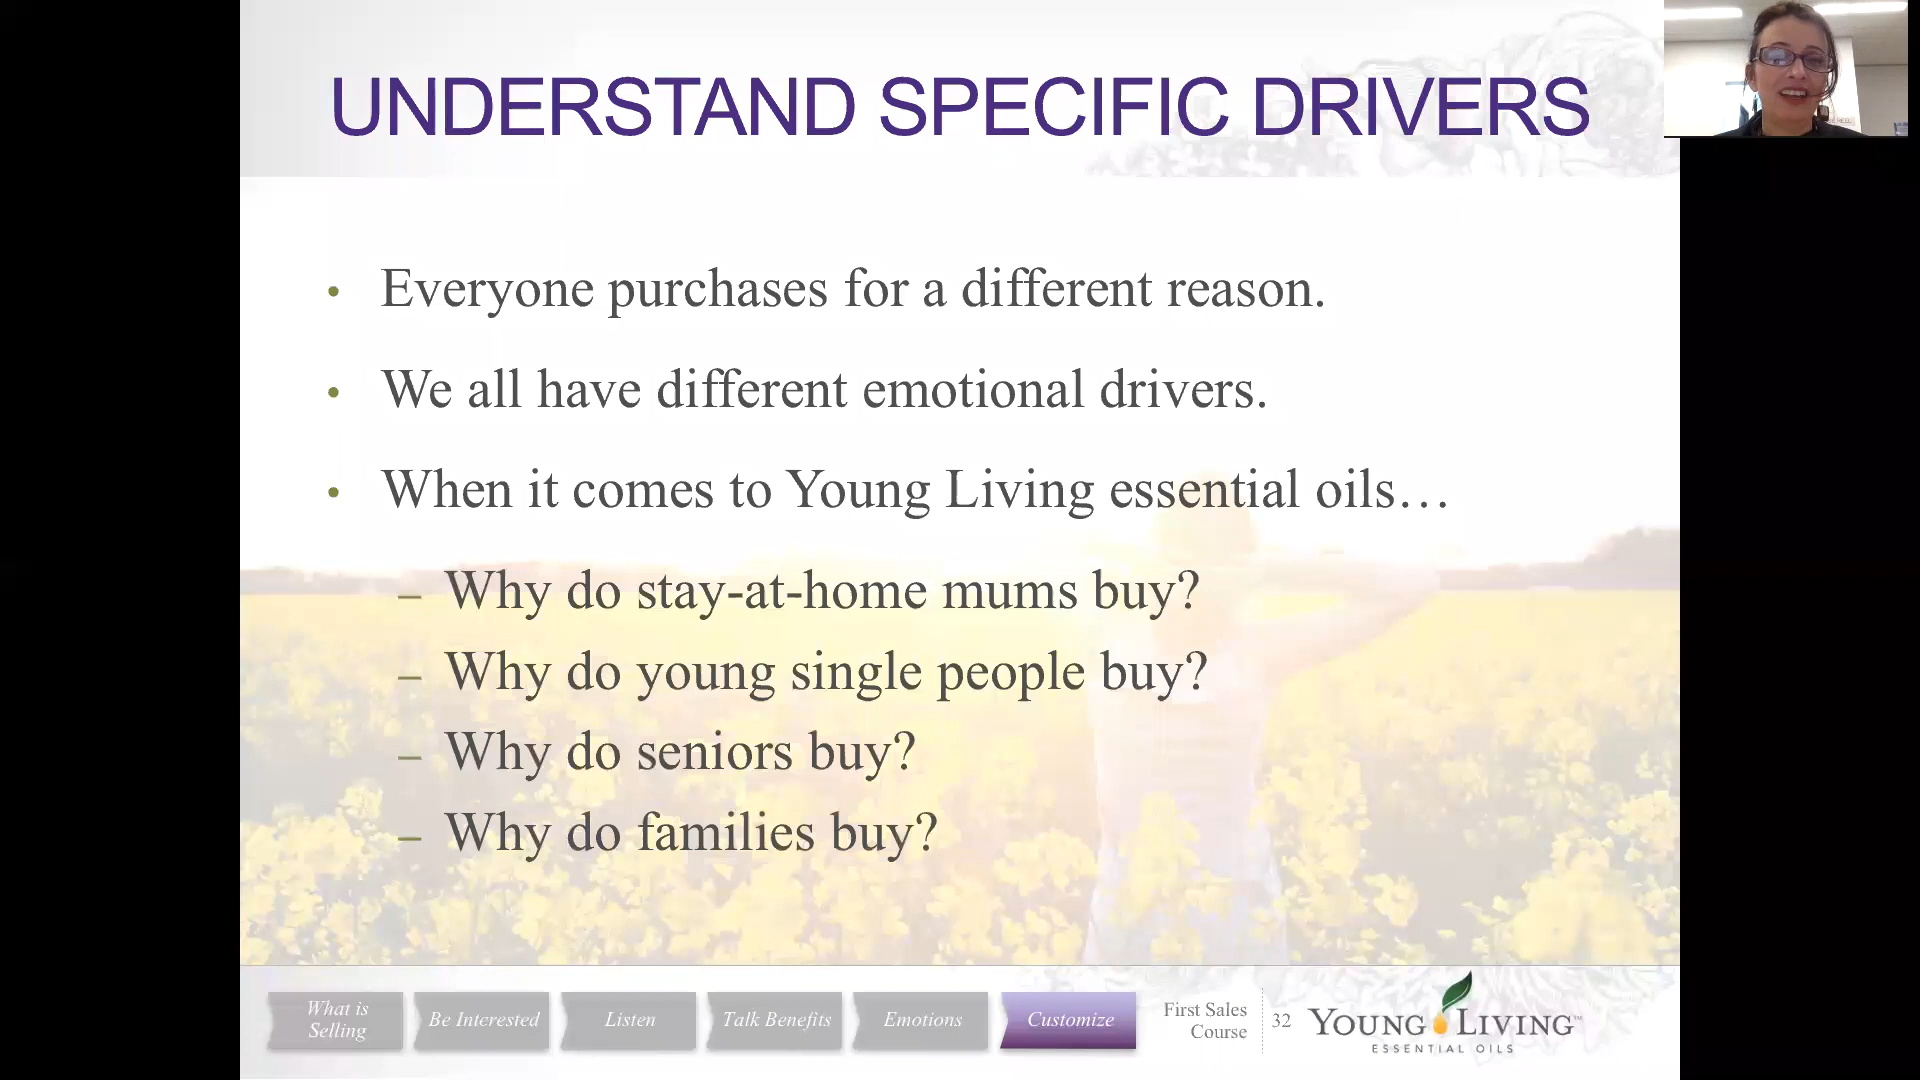 UNDERSTAND SPECIFIC DRIVERS
• Everyone purchases for a different reason.
• We all have different emotional drivers.
• When it comes to Young Living essential oils…
– Why do stay-at-home mums buy?
– Why do young single people buy?
– Why do seniors buy?
– Why do families buy?
What is
Selling
Be Interested
Listen
Talk Benefits
Emotions
Customize
First Sales
Course
32
YOUNG LIVING™
ESSENTIAL OILS